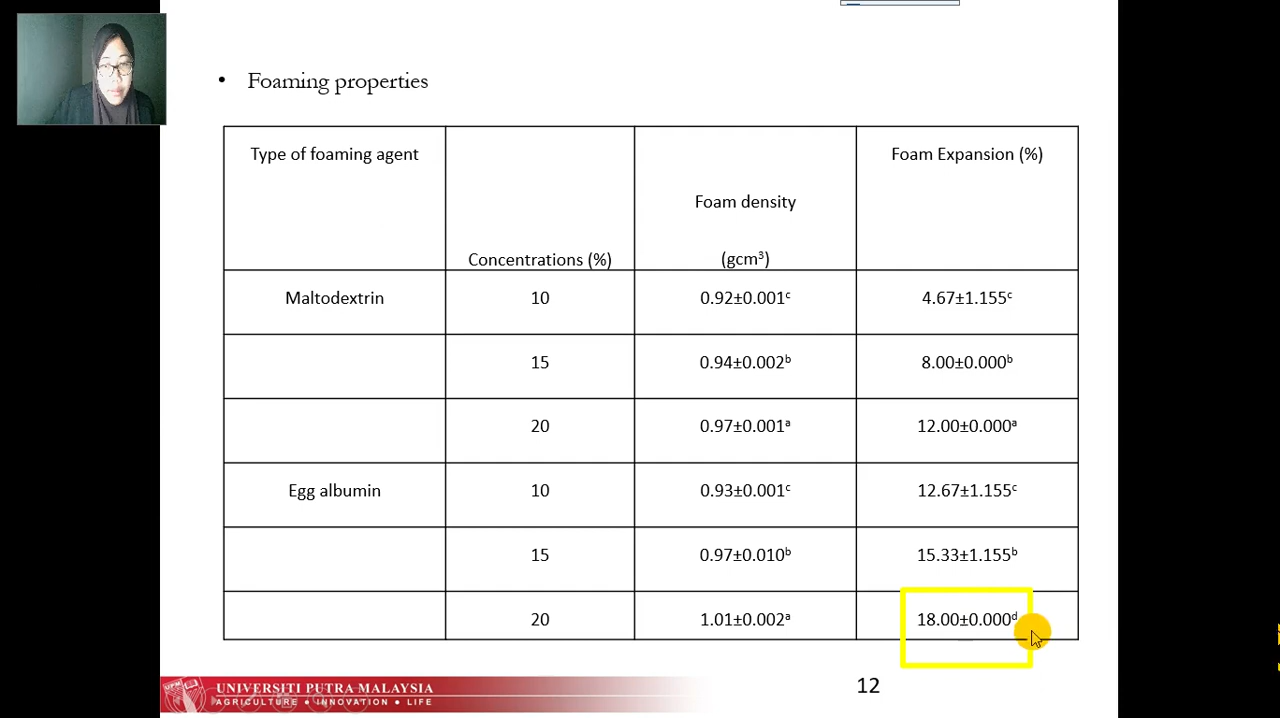 • Foaming properties
Type of foaming agent
Concentrations (%)
Foam density
(gcm³)
Foam Expansion (%)
Maltodextrin 10 0.92±0.001ᶜ 4.67±1.155ᶜ
15 0.94±0.002ᵇ 8.00±0.000ᵇ
20 0.97±0.001ᵃ 12.00±0.000ᵃ
Egg albumin 10 0.93±0.001ᶜ 12.67±1.155ᶜ
15 0.97±0.010ᵇ 15.33±1.155ᵇ
20 1.01±0.002ᵃ 18.00±0.000ᵈ
UNIVERSITI PUTRA MALAYSIA
AGRICULTURE • INNOVATION • LIFE
12